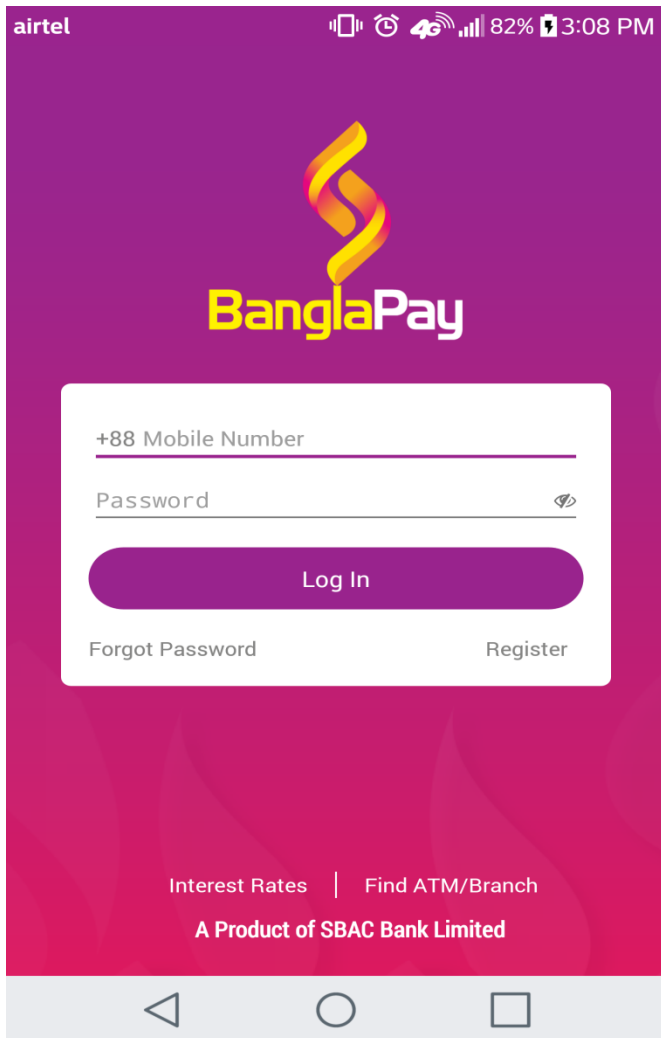 airtel 4G 82% 3:08 PM
BanglaPay
+88 Mobile Number
Password
Log In
Forgot Password Register
Interest Rates | Find ATM/Branch
A Product of SBAC Bank Limited